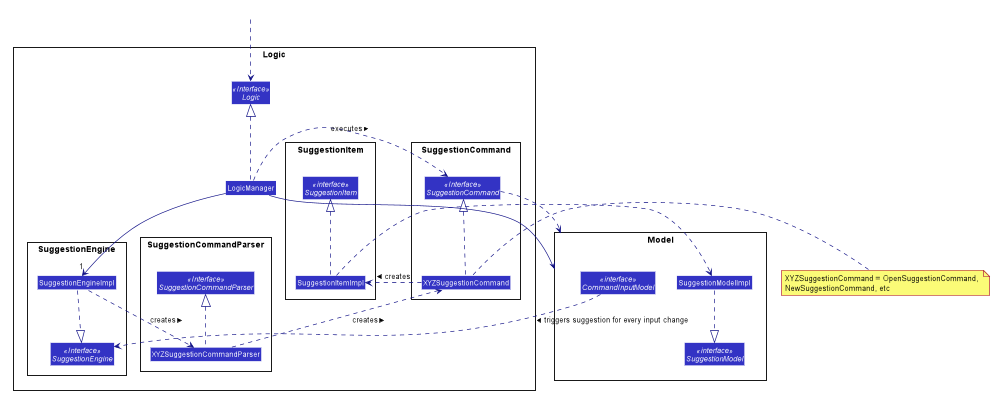 Logic
«Interface»
Logic
executes ▶
SuggestionItem
SuggestionCommand
«interface»
SuggestionItem
«Interface»
SuggestionCommand
LogicManager
SuggestionEngine
SuggestionCommandParser
Model
1
SuggestionEngineImpl
«Interface»
SuggestionCommandParser
SuggestionItemImpl
◀ creates
XYZSuggestionCommand
«interface»
CommandInputModel
SuggestionModelImpl
XYZSuggestionCommand = OpenSuggestionCommand,
NewSuggestionCommand, etc
creates ▶
creates ▶
◀ triggers suggestion for every input change
«Interface»
SuggestionEngine
XYZSuggestionCommandParser
«interface»
SuggestionModel